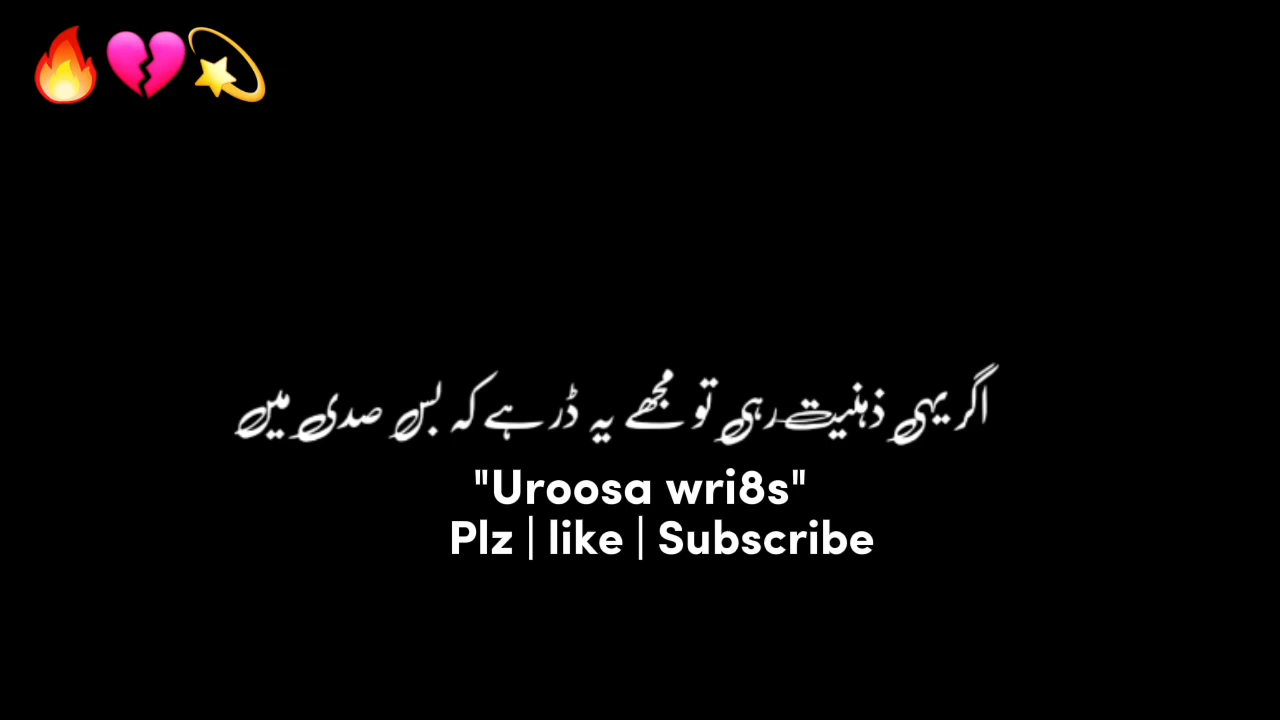 اگر یہی ذہنیت رہی تو مجھے یہ ڈر ہے کہ بس صدی میں
"Uroosa wri8s"
Plz | like | Subscribe